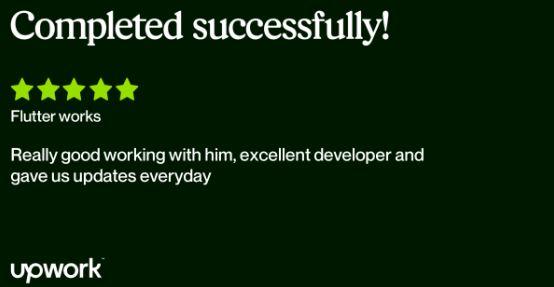 Completed successfully!
Flutter works
Really good working with him, excellent developer and
gave us updates everyday
upwork